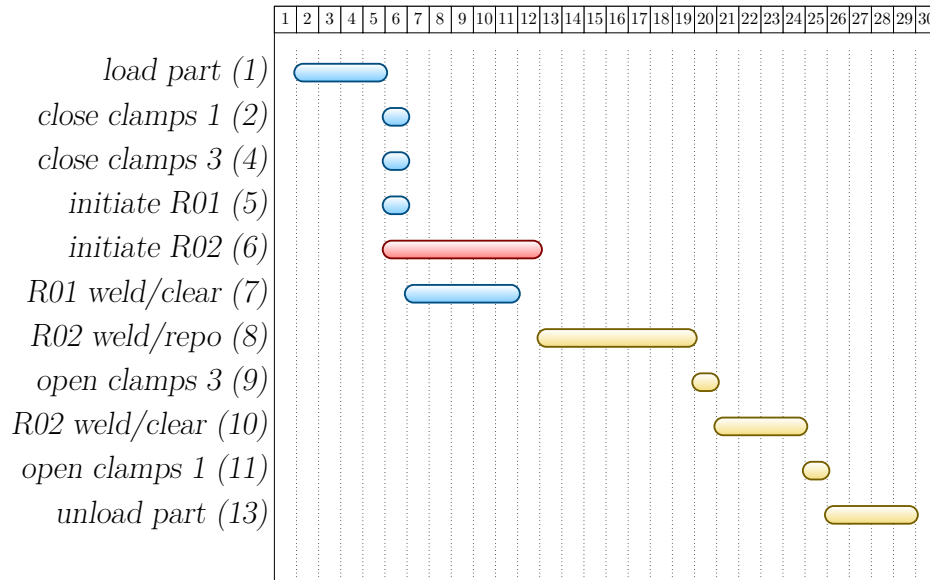 1 2 3 4 5 6 7 8 9 10 11 12 13 14 15 16 17 18 19 20 21 22 23 24 25 26 27 28 29 30
load part (1)
close clamps 1 (2)
close clamps 3 (4)
initiate R01 (5)
initiate R02 (6)
R01 weld/clear (7)
R02 weld/repo (8)
open clamps 3 (9)
R02 weld/clear (10)
open clamps 1 (11)
unload part (13)